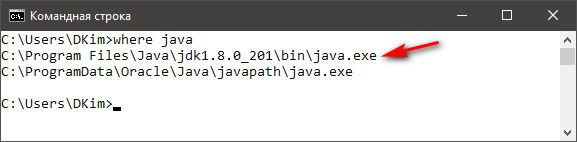 Командная строка
C:\Users\DKim>where java
C:\Program Files\Java\jdk1.8.0_201\bin\java.exe
C:\ProgramData\Oracle\Java\javapath\java.exe
C:\Users\DKim>